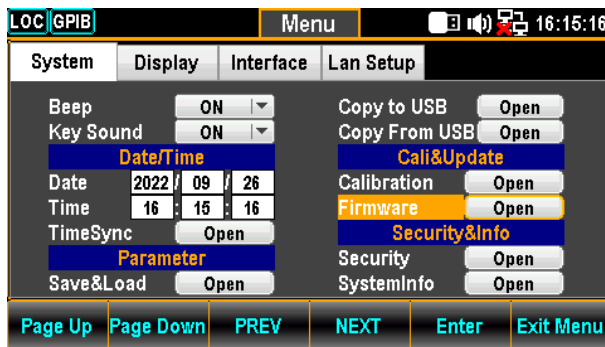 LOC GPIB Menu 16:15:16
System Display Interface Lan Setup
Beep ON
Key Sound ON
Date/Time
Date 2022 / 09 / 26
Time 16 : 15 : 16
TimeSync Open
Parameter
Save&Load Open
Copy to USB Open
Copy From USB Open
Cali&Update
Calibration Open
Firmware Open
Security&Info
Security Open
SystemInfo Open
Page Up Page Down PREV NEXT Enter Exit Menu